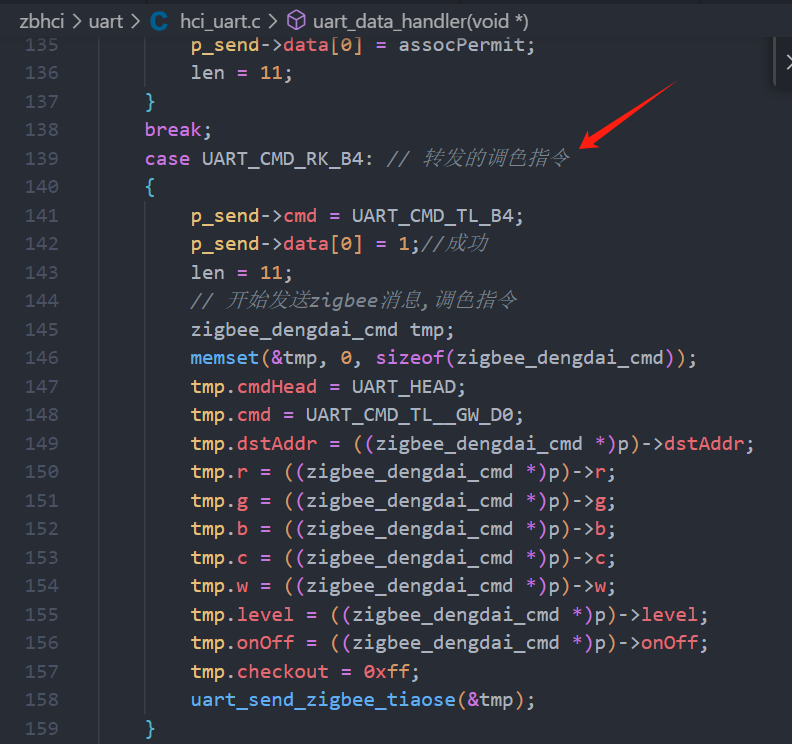 zbhci > uart > C hci_uart.c > uart_data_handler(void *)
135 p_send->data[0] = assocPermit;
136 len = 11;
137 }
138 break;
139 case UART_CMD_RK_B4: // 转发的调色指令
140 {
141 p_send->cmd = UART_CMD_TL_B4;
142 p_send->data[0] = 1;//成功
143 len = 11;
144 // 开始发送zigbee消息,调色指令
145 zigbee_dengdai_cmd tmp;
146 memset(&tmp, 0, sizeof(zigbee_dengdai_cmd));
147 tmp.cmdHead = UART_HEAD;
148 tmp.cmd = UART_CMD_TL__GW_D0;
149 tmp.dstAddr = ((zigbee_dengdai_cmd *)p)->dstAddr;
150 tmp.r = ((zigbee_dengdai_cmd *)p)->r;
151 tmp.g = ((zigbee_dengdai_cmd *)p)->g;
152 tmp.b = ((zigbee_dengdai_cmd *)p)->b;
153 tmp.c = ((zigbee_dengdai_cmd *)p)->c;
154 tmp.w = ((zigbee_dengdai_cmd *)p)->w;
155 tmp.level = ((zigbee_dengdai_cmd *)p)->level;
156 tmp.onOff = ((zigbee_dengdai_cmd *)p)->onOff;
157 tmp.checkout = 0xff;
158 uart_send_zigbee_tiaose(&tmp);
159 }